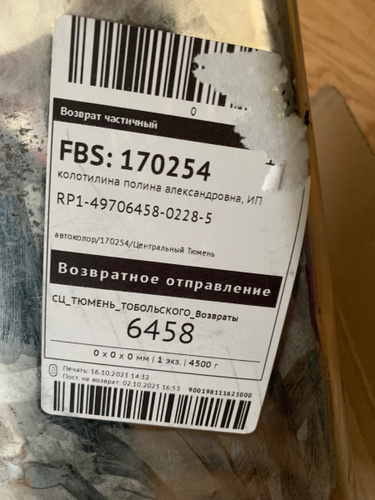 0
Возврат частичный
FBS: 170254
колотилина полина александровна, ИП
RP1-49706458-0228-5
автоколор/170254/Центральный Тюмень
Возвратное отправление
СЦ_ТЮМЕНЬ_ТОБОЛЬСКОГО_Возвраты
6458
0 x 0 x 0 мм | 1 экз. | 4500 г
Печать: 16.10.2023 14:32
Пост. на возврат: 02.10.2023 16:53
900198111621000